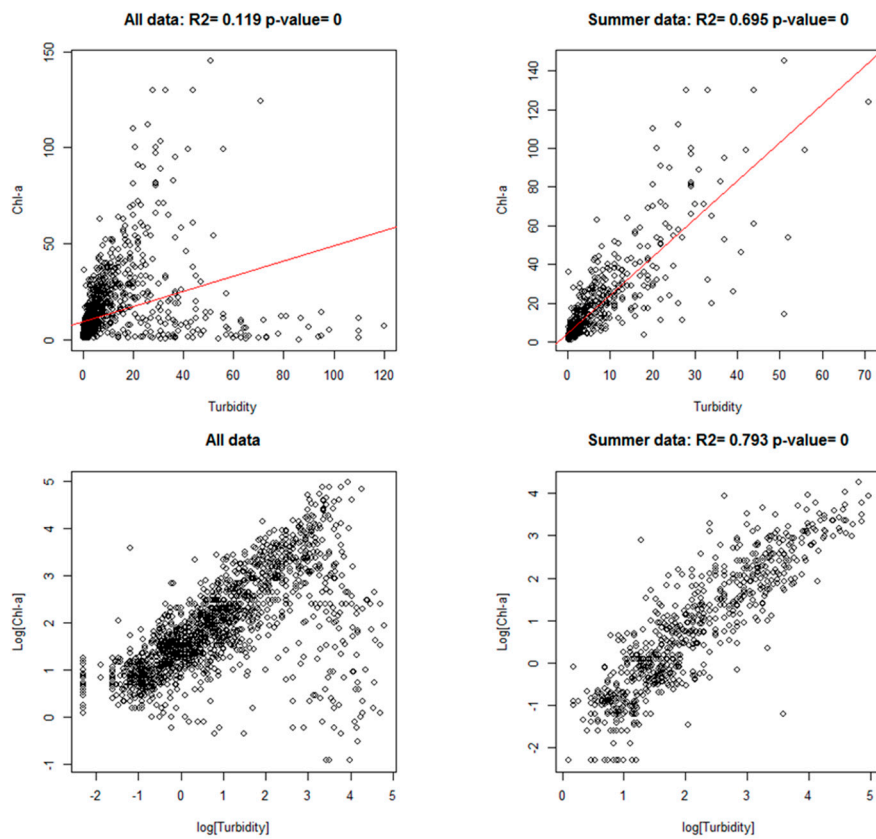 All data: R2= 0.119 p-value= 0
Chl-a
150
100
50
0
0 20 40 60 80 100 120
Turbidity
Summer data: R2= 0.695 p-value= 0
Chl-a
140
120
100
80
60
40
20
0
0 10 20 30 40 50 60 70
Turbidity
All data
Log[Chl-a]
5
4
3
2
1
0
-1
-2 -1 0 1 2 3 4 5
log[Turbidity]
Summer data: R2= 0.793 p-value= 0
Log[Chl-a]
4
3
2
1
0
-1
-2
0 1 2 3 4 5
log[Turbidity]